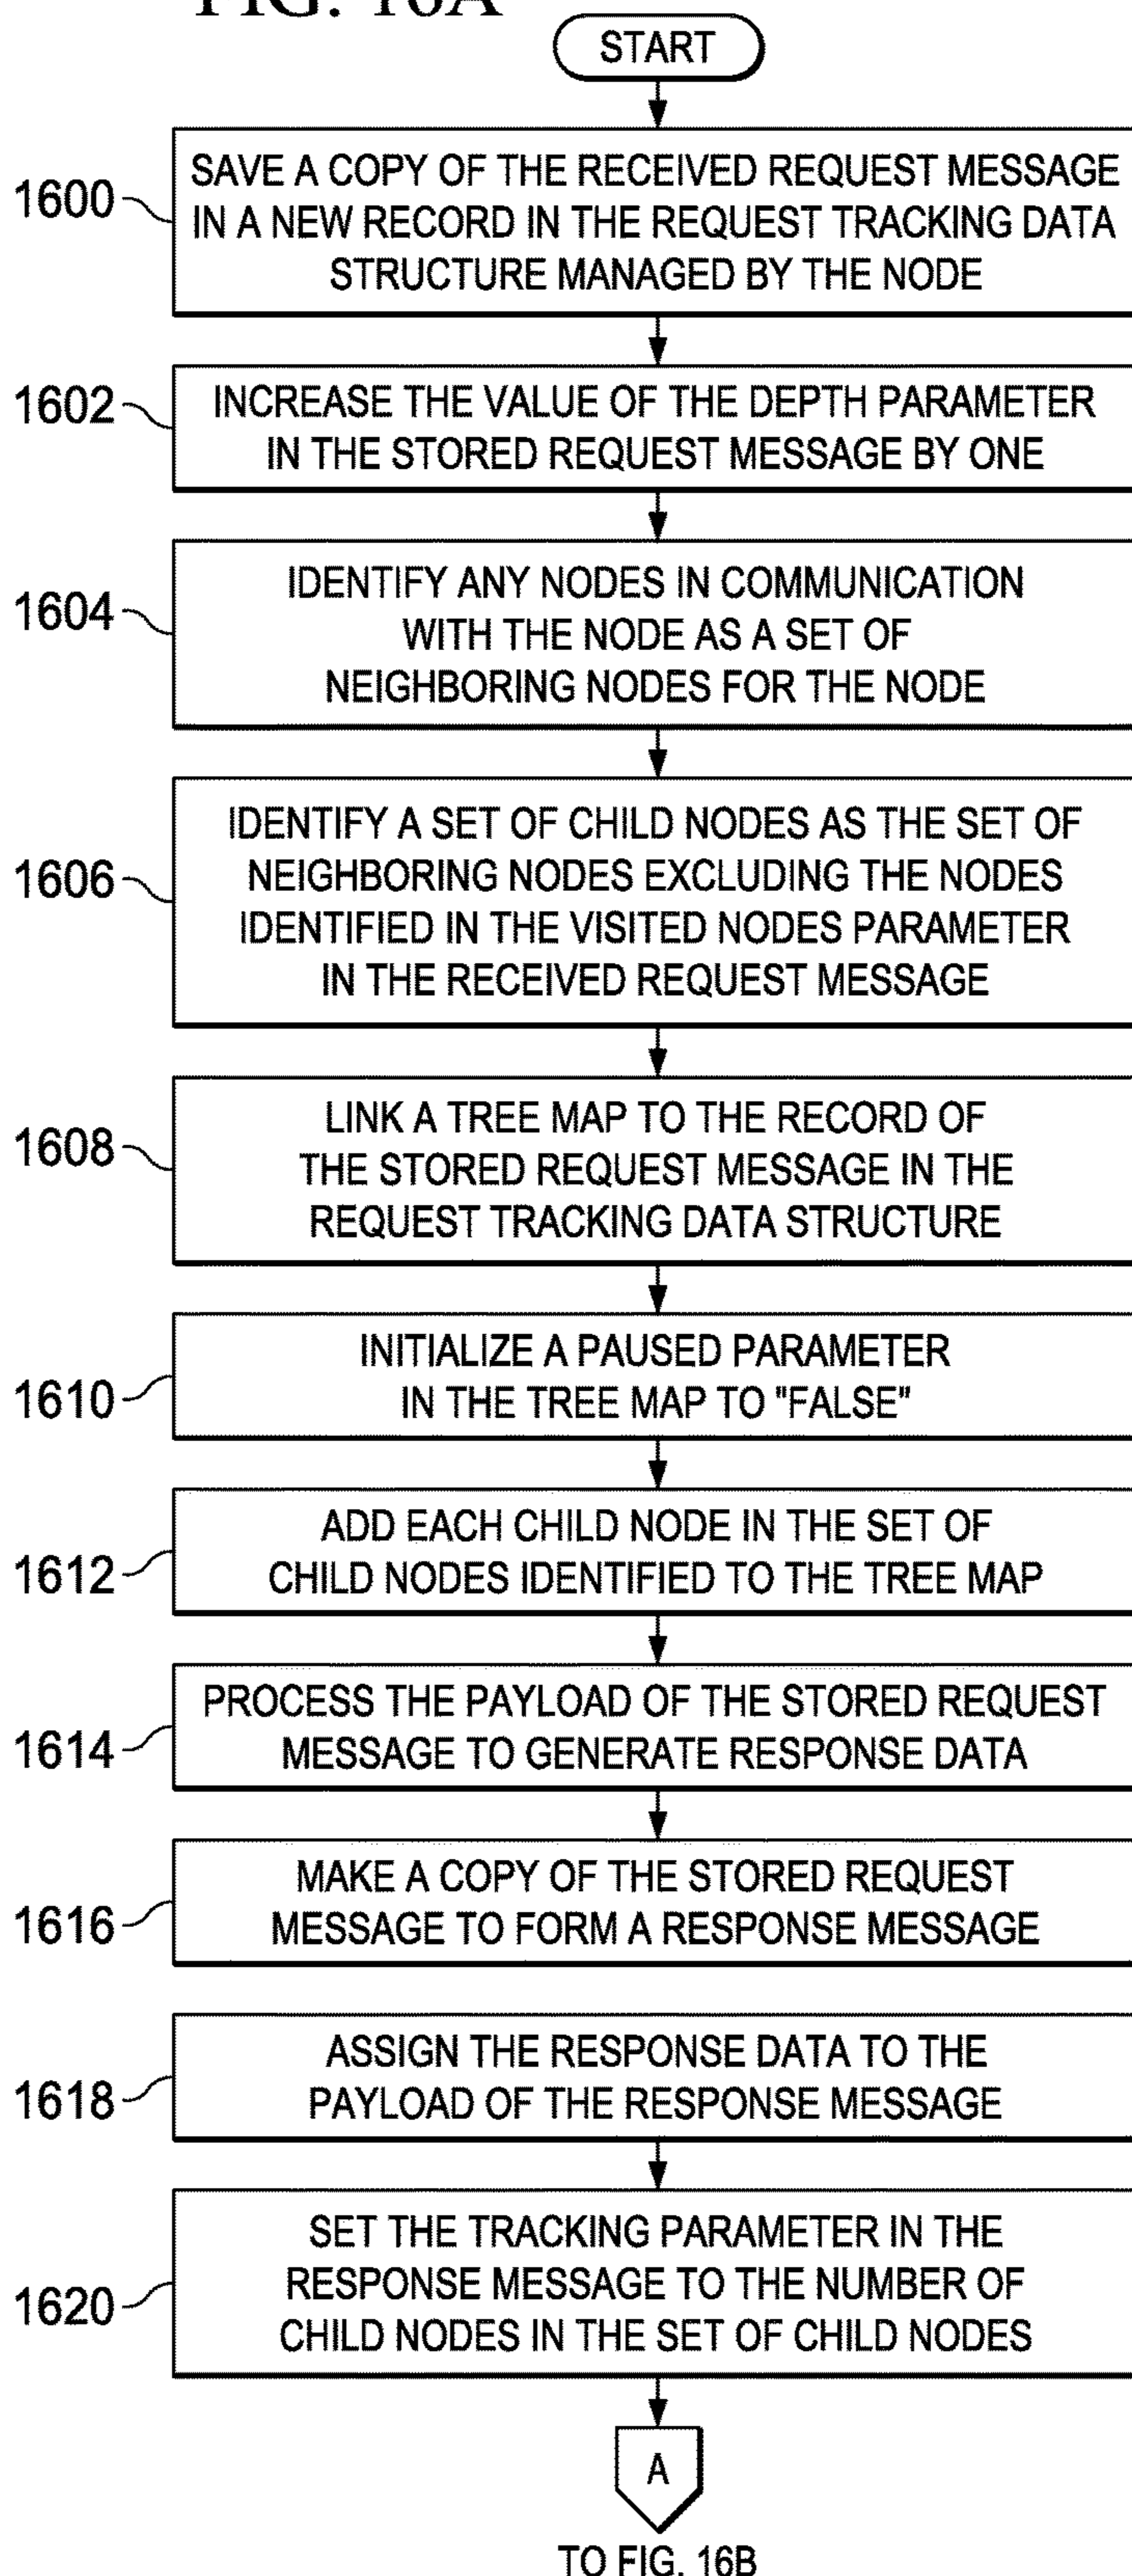 FIG. 16A
START
1600
SAVE A COPY OF THE RECEIVED REQUEST MESSAGE
IN A NEW RECORD IN THE REQUEST TRACKING DATA
STRUCTURE MANAGED BY THE NODE
1602
INCREASE THE VALUE OF THE DEPTH PARAMETER
IN THE STORED REQUEST MESSAGE BY ONE
1604
IDENTIFY ANY NODES IN COMMUNICATION
WITH THE NODE AS A SET OF
NEIGHBORING NODES FOR THE NODE
1606
IDENTIFY A SET OF CHILD NODES AS THE SET OF
NEIGHBORING NODES EXCLUDING THE NODES
IDENTIFIED IN THE VISITED NODES PARAMETER
IN THE RECEIVED REQUEST MESSAGE
1608
LINK A TREE MAP TO THE RECORD OF
THE STORED REQUEST MESSAGE IN THE
REQUEST TRACKING DATA STRUCTURE
1610
INITIALIZE A PAUSED PARAMETER
IN THE TREE MAP TO "FALSE"
1612
ADD EACH CHILD NODE IN THE SET OF
CHILD NODES IDENTIFIED TO THE TREE MAP
1614
PROCESS THE PAYLOAD OF THE STORED REQUEST
MESSAGE TO GENERATE RESPONSE DATA
1616
MAKE A COPY OF THE STORED REQUEST
MESSAGE TO FORM A RESPONSE MESSAGE
1618
ASSIGN THE RESPONSE DATA TO THE
PAYLOAD OF THE RESPONSE MESSAGE
1620
SET THE TRACKING PARAMETER IN THE
RESPONSE MESSAGE TO THE NUMBER OF
CHILD NODES IN THE SET OF CHILD NODES
A
TO FIG. 16B